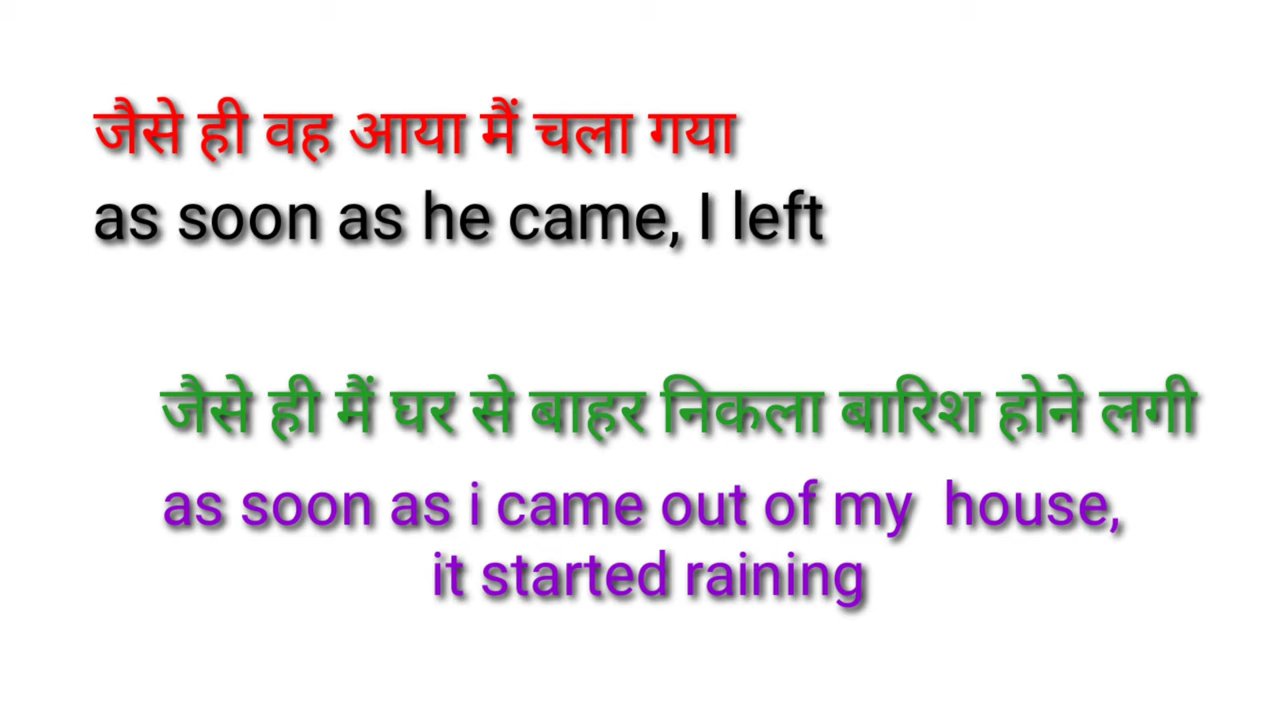 जैसे ही वह आया मैं चला गया
as soon as he came, I left
जैसे ही मैं घर से बाहर निकला बारिश होने लगी
as soon as i came out of my house,
it started raining